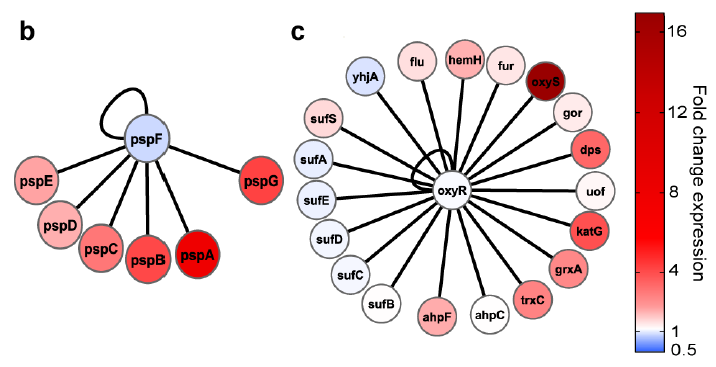 b
pspF
pspE
pspD
pspC
pspB
pspA
pspG
c
yhjA
flu
hemH
fur
oxyS
gor
dps
uof
katG
grxA
trxC
ahpC
ahpF
sufB
sufC
sufD
sufE
sufA
sufS
oxyR
16
12
8
4
1
0.5
Fold change expression